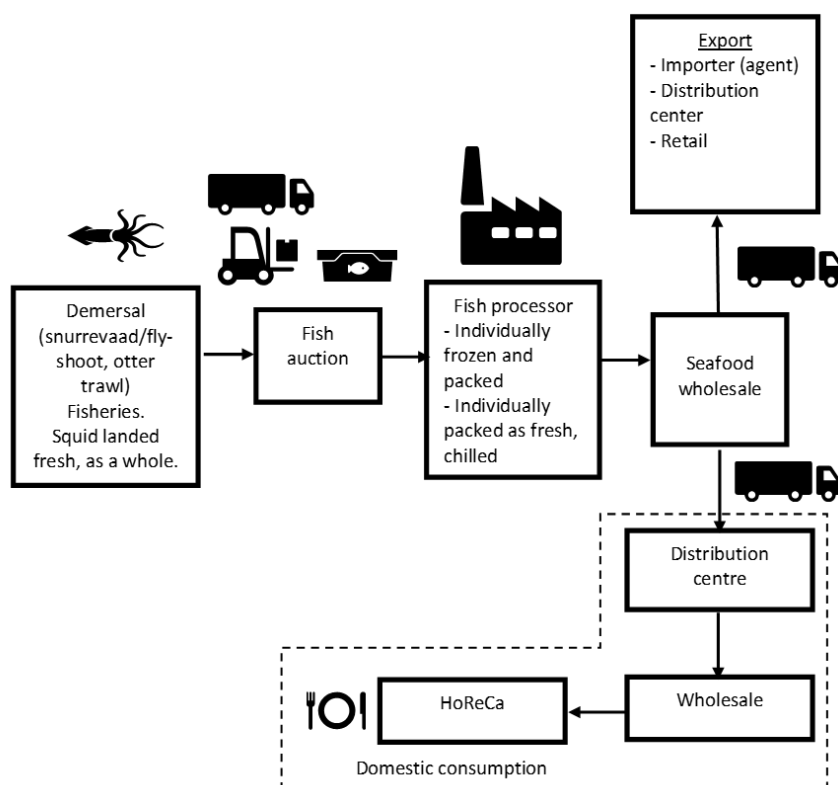 Demersal
(snurrevaad/fly-
shoot, otter
trawl)
Fisheries.
Squid landed
fresh, as a whole.
Fish
auction
Fish processor
- Individually
frozen and
packed
- Individually
packed as fresh,
chilled
Seafood
wholesale
Export
- Importer (agent)
- Distribution
center
- Retail
Distribution
centre
Wholesale
HoReCa
Domestic consumption